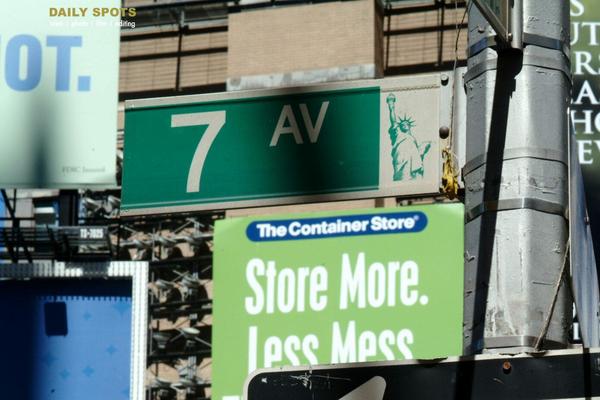 DAILY SPOTS
OT.
FDIC Insured
7 AV
The Container Store®
Store More.
Less Mess